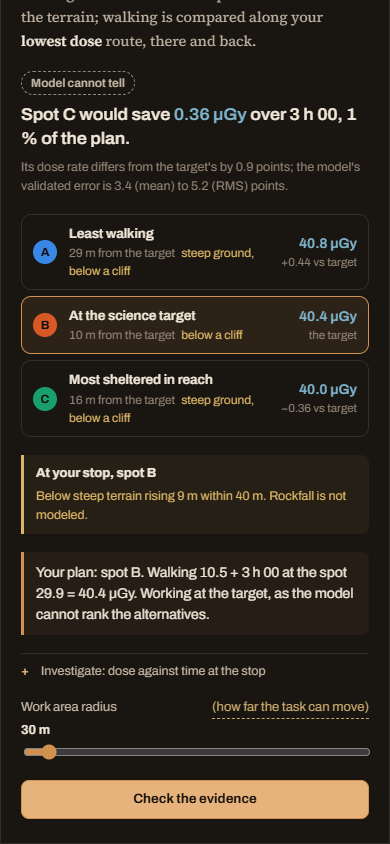 the terrain; walking is compared along your
lowest dose route, there and back.
Model cannot tell
Spot C would save 0.36 µGy over 3 h 00, 1
% of the plan.
Its dose rate differs from the target's by 0.9 points; the model's
validated error is 3.4 (mean) to 5.2 (RMS) points.
A
Least walking
29 m from the target steep ground,
below a cliff
40.8 µGy
+0.44 vs target
B
At the science target
10 m from the target below a cliff
40.4 µGy
the target
C
Most sheltered in reach
16 m from the target steep ground,
below a cliff
40.0 µGy
−0.36 vs target
At your stop, spot B
Below steep terrain rising 9 m within 40 m. Rockfall is not
modeled.
Your plan: spot B. Walking 10.5 + 3 h 00 at the spot
29.9 = 40.4 µGy. Working at the target, as the model
cannot rank the alternatives.
+ Investigate: dose against time at the stop
Work area radius (how far the task can move)
30 m
Check the evidence